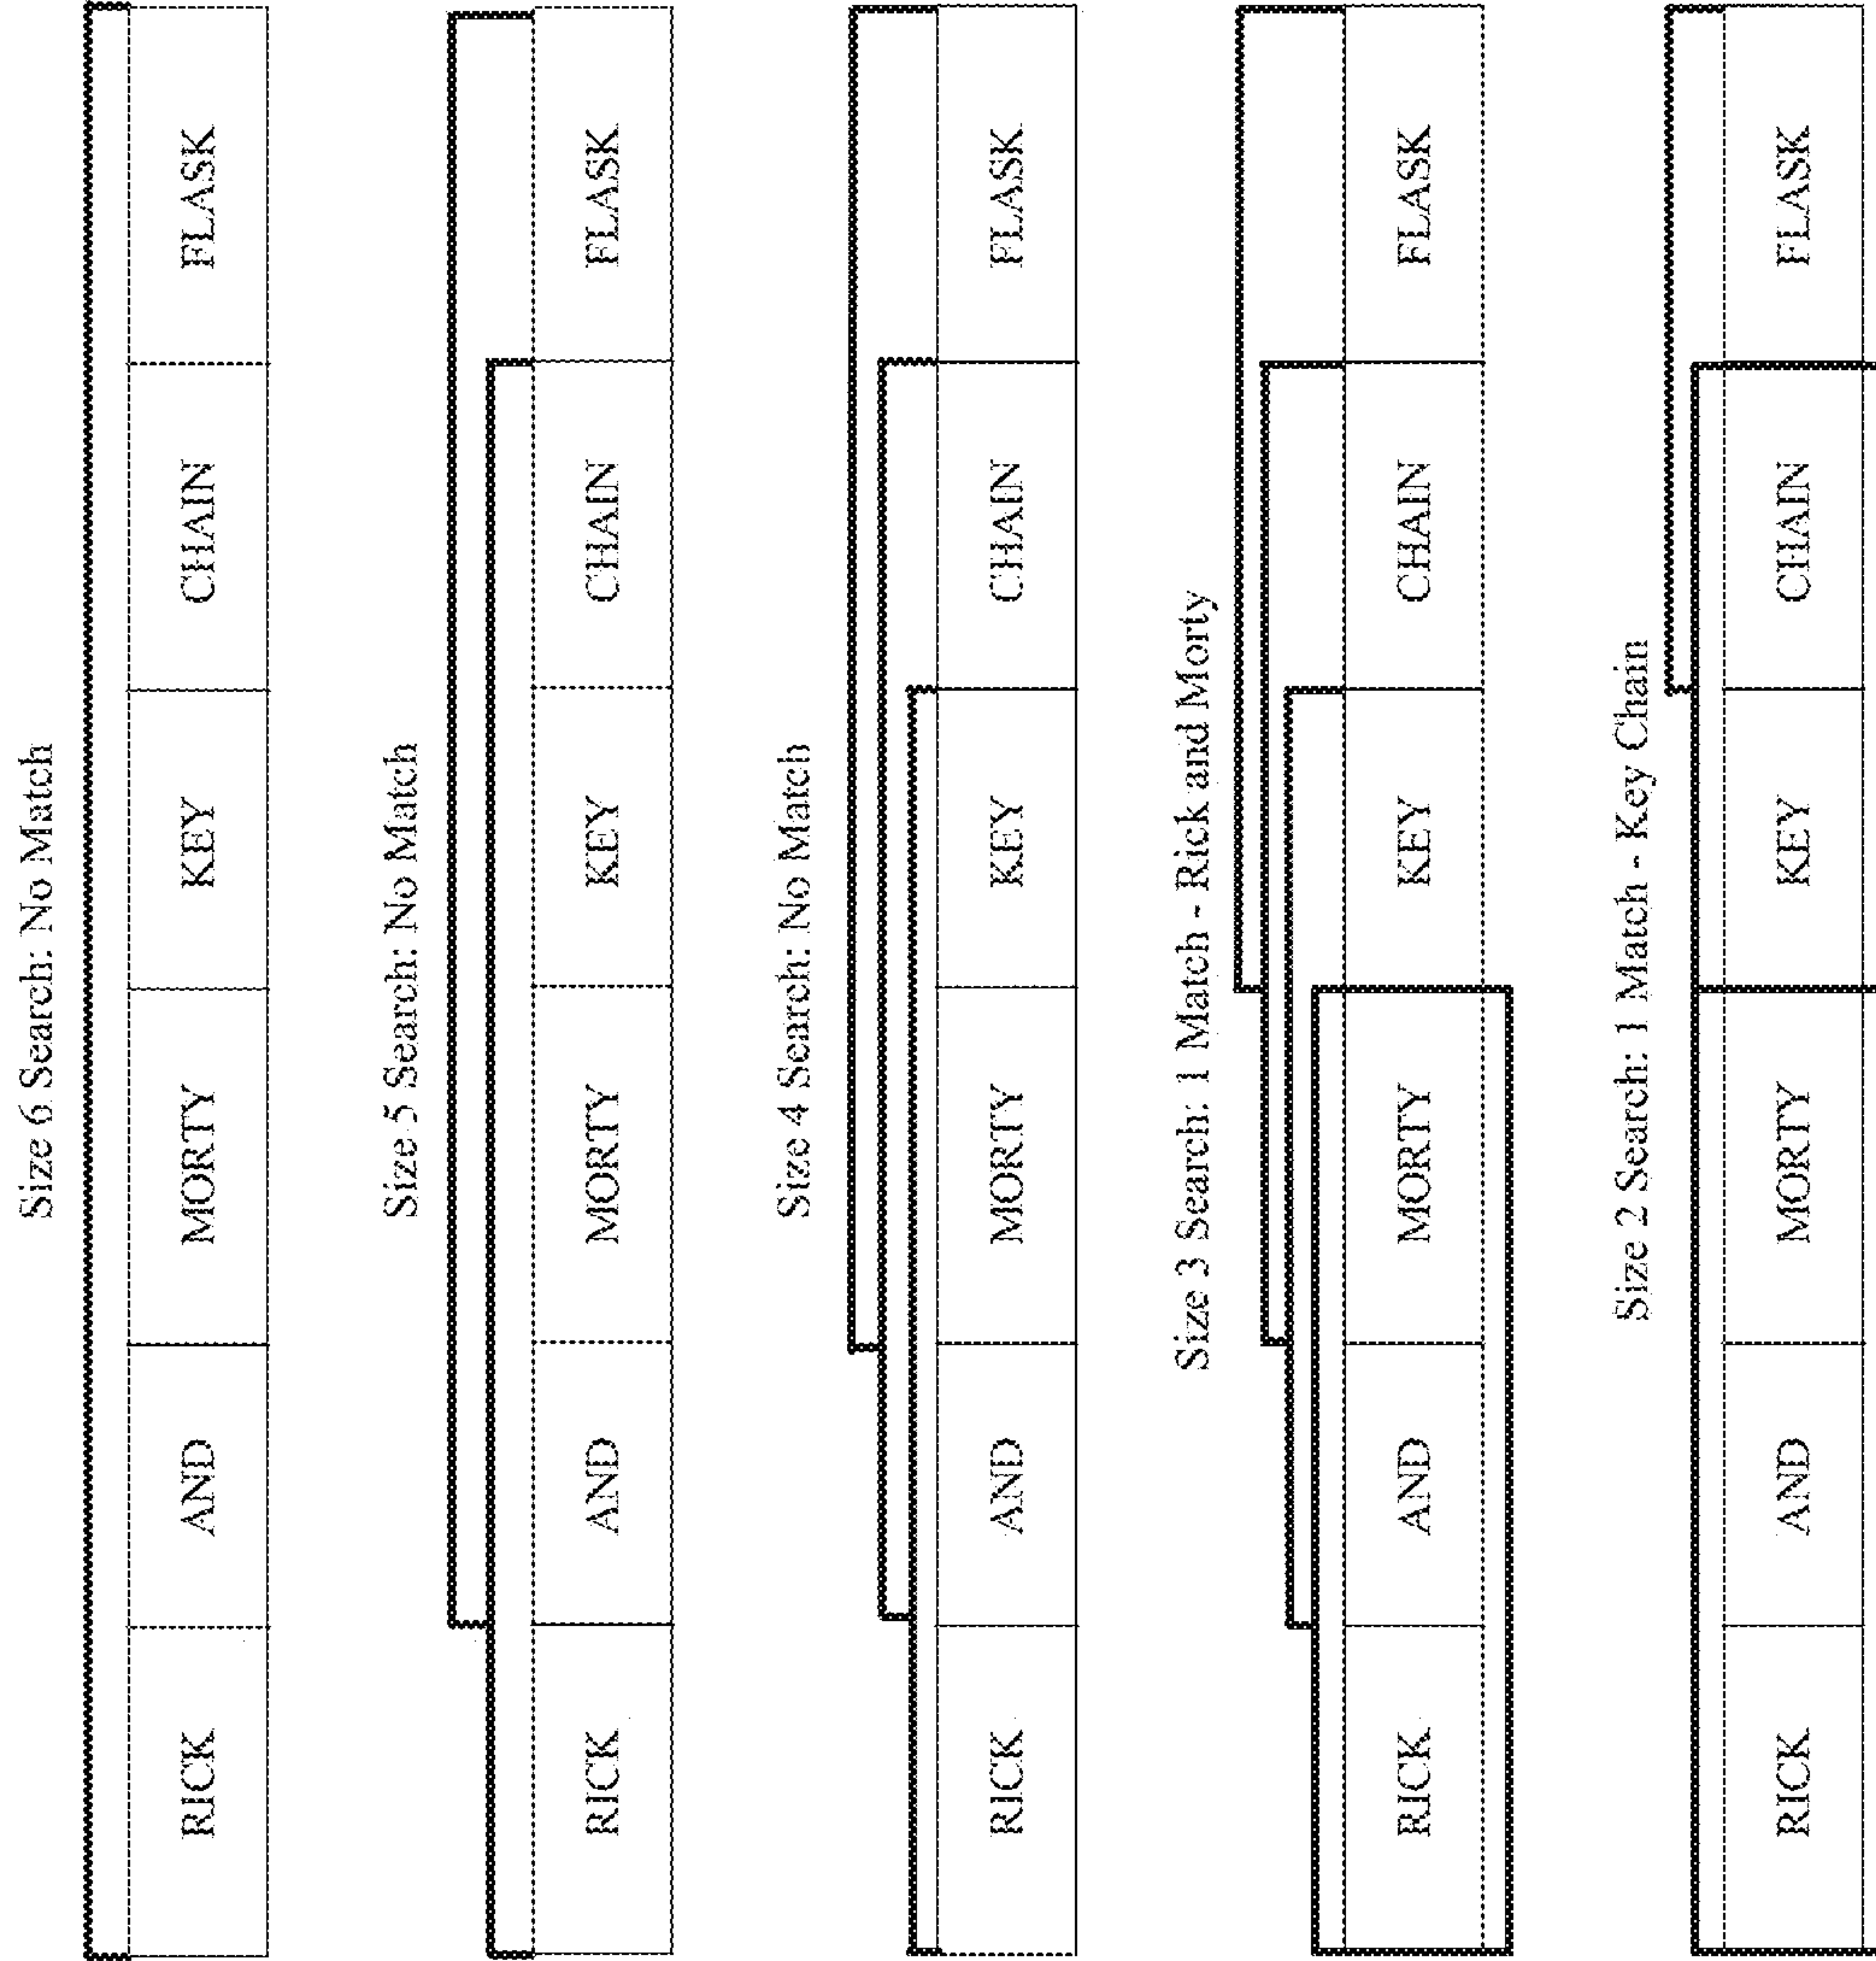 Size 6 Search: No Match
RICK AND MORTY KEY CHAIN FLASK
Size 5 Search: No Match
RICK AND MORTY KEY CHAIN FLASK
Size 4 Search: No Match
RICK AND MORTY KEY CHAIN FLASK
Size 3 Search: 1 Match - Rick and Morty
RICK AND MORTY KEY CHAIN FLASK
Size 2 Search: 1 Match - Key Chain
RICK AND MORTY KEY CHAIN FLASK